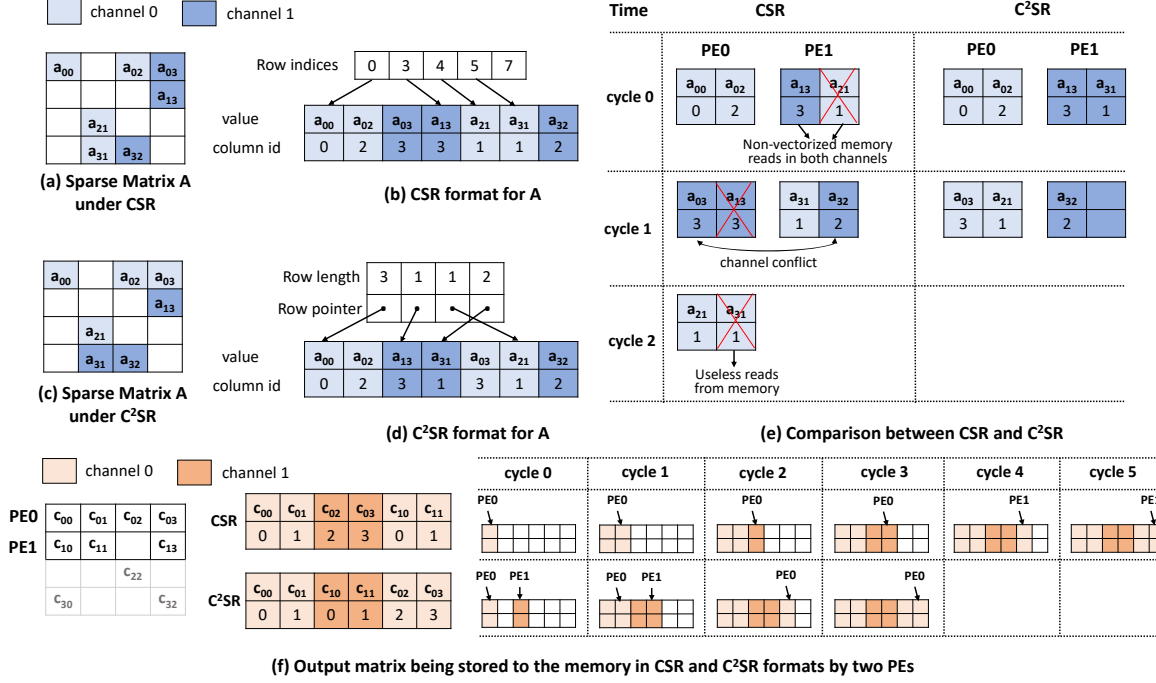 channel 0 channel 1
a00 a02 a03
a13
a21
a31 a32
(a) Sparse Matrix A
under CSR
Row indices 0 3 4 5 7
value a00 a02 a03 a13 a21 a31 a32
column id 0 2 3 3 1 1 2
(b) CSR format for A
a00 a02 a03
a13
a21
a31 a32
(c) Sparse Matrix A
under C²SR
Row length 3 1 1 2
Row pointer
value a00 a02 a13 a31 a03 a21 a32
column id 0 2 3 1 3 1 2
(d) C²SR format for A
Time CSR C²SR
PE0 PE1 PE0 PE1
cycle 0
a00 a02 a13 a21 a00 a02 a13 a31
0 2 3 1 0 2 3 1
Non-vectorized memory
reads in both channels
cycle 1
a03 a13 a31 a32 a03 a21 a32
3 3 1 2 3 1 2
channel conflict
cycle 2
a21 a31
1 1
Useless reads
from memory
(e) Comparison between CSR and C²SR
channel 0 channel 1
PE0 c00 c01 c02 c03
PE1 c10 c11 c13
c22
c30 c32
CSR
c00 c01 c02 c03 c10 c11
0 1 2 3 0 1
C²SR
c00 c01 c10 c11 c02 c03
0 1 0 1 2 3
cycle 0 cycle 1 cycle 2 cycle 3 cycle 4 cycle 5
PE0 PE0 PE0 PE0 PE1 PE1
PE0 PE1 PE0 PE1 PE0 PE0
(f) Output matrix being stored to the memory in CSR and C²SR formats by two PEs